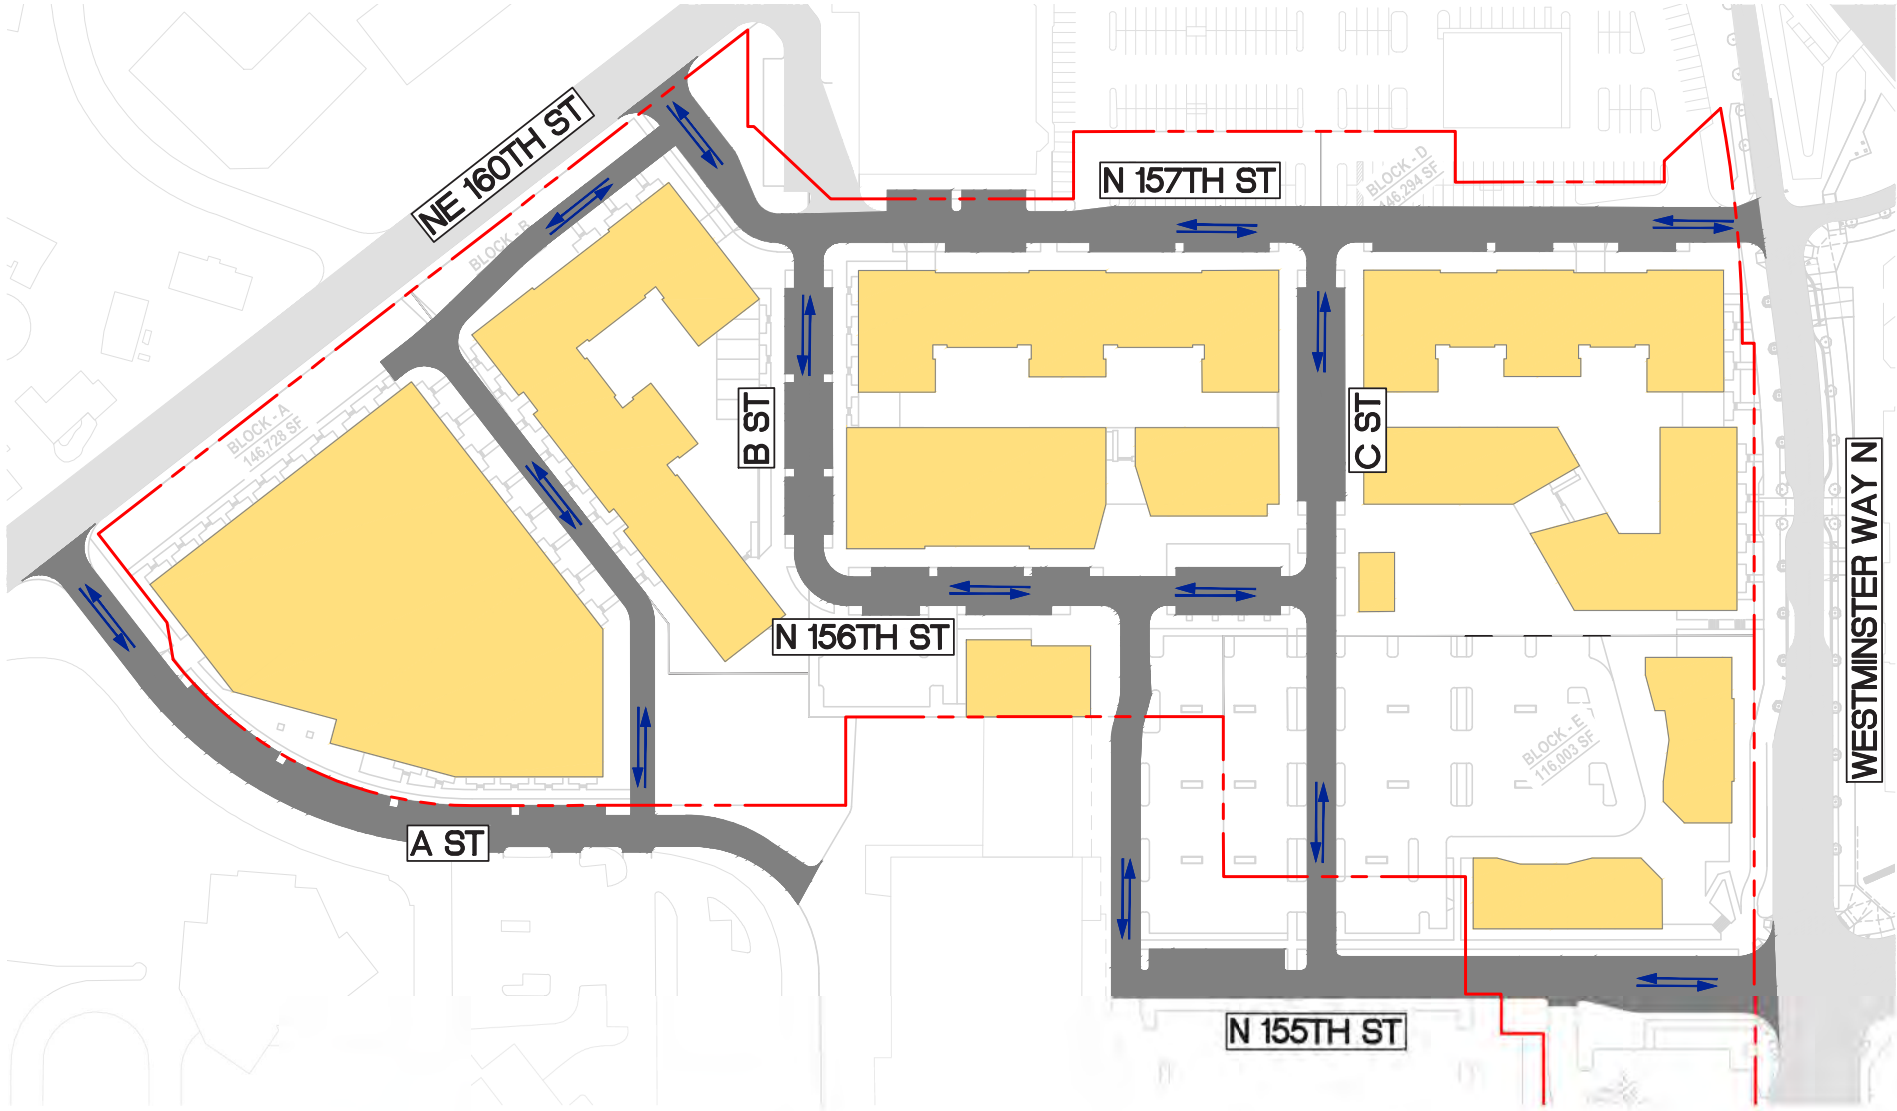 NE 160TH ST
N 157TH ST
BLOCK - D
146,294 SF
BLOCK - B
BLOCK - A
146,728 SF
B ST
C ST
WESTMINSTER WAY N
N 156TH ST
BLOCK - E
116,003 SF
A ST
N 155TH ST